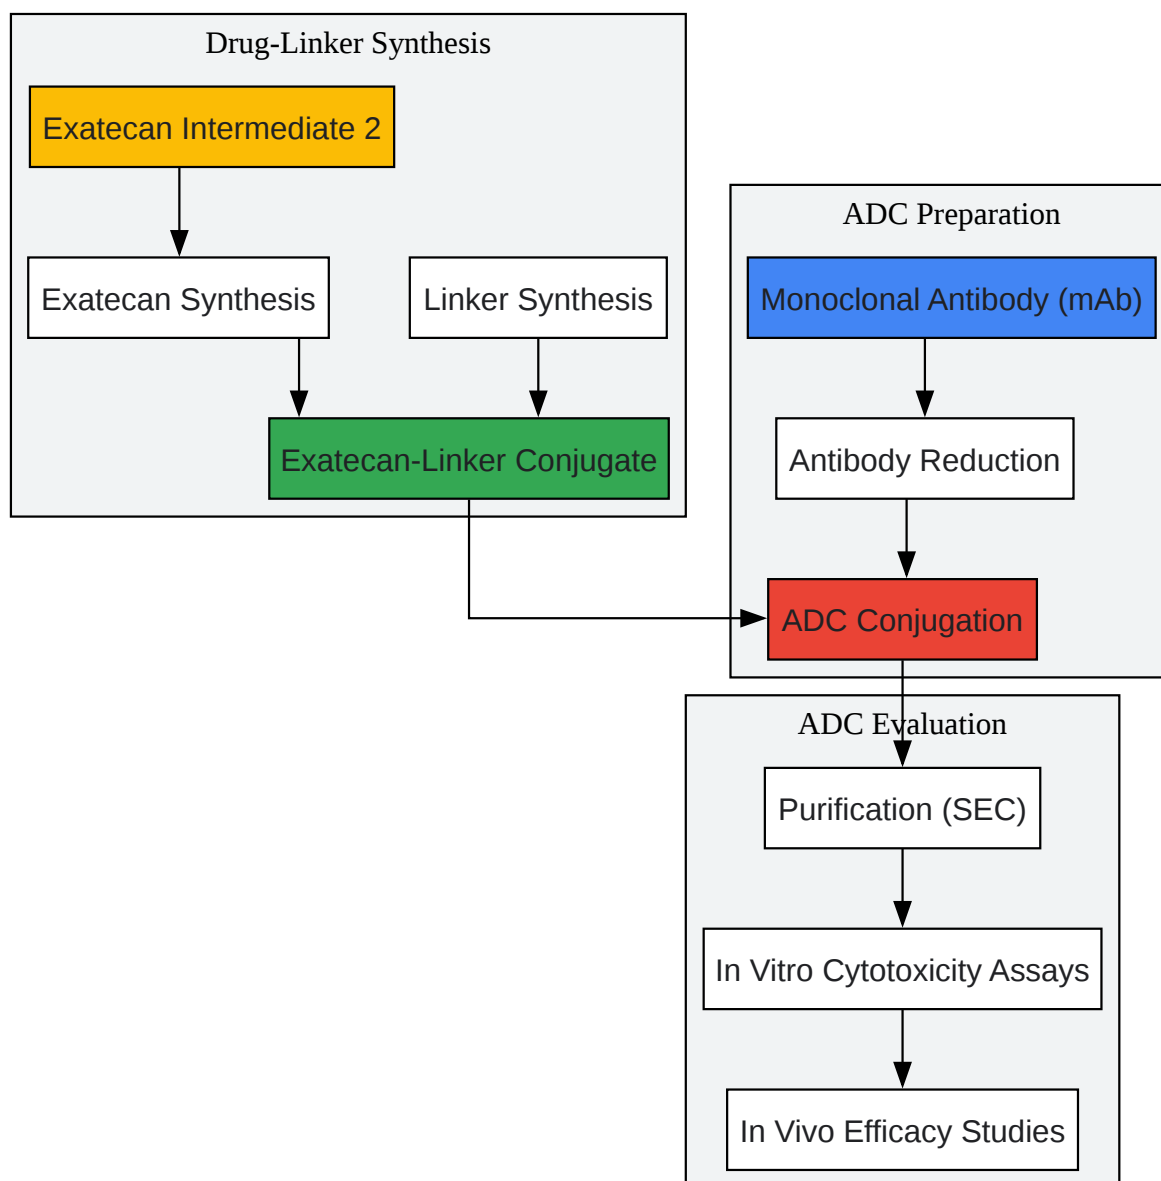 Drug-Linker Synthesis
Exatecan Intermediate 2
Exatecan Synthesis
Linker Synthesis
Exatecan-Linker Conjugate
ADC Preparation
Monoclonal Antibody (mAb)
Antibody Reduction
ADC Conjugation
ADC Evaluation
Purification (SEC)
In Vitro Cytotoxicity Assays
In Vivo Efficacy Studies